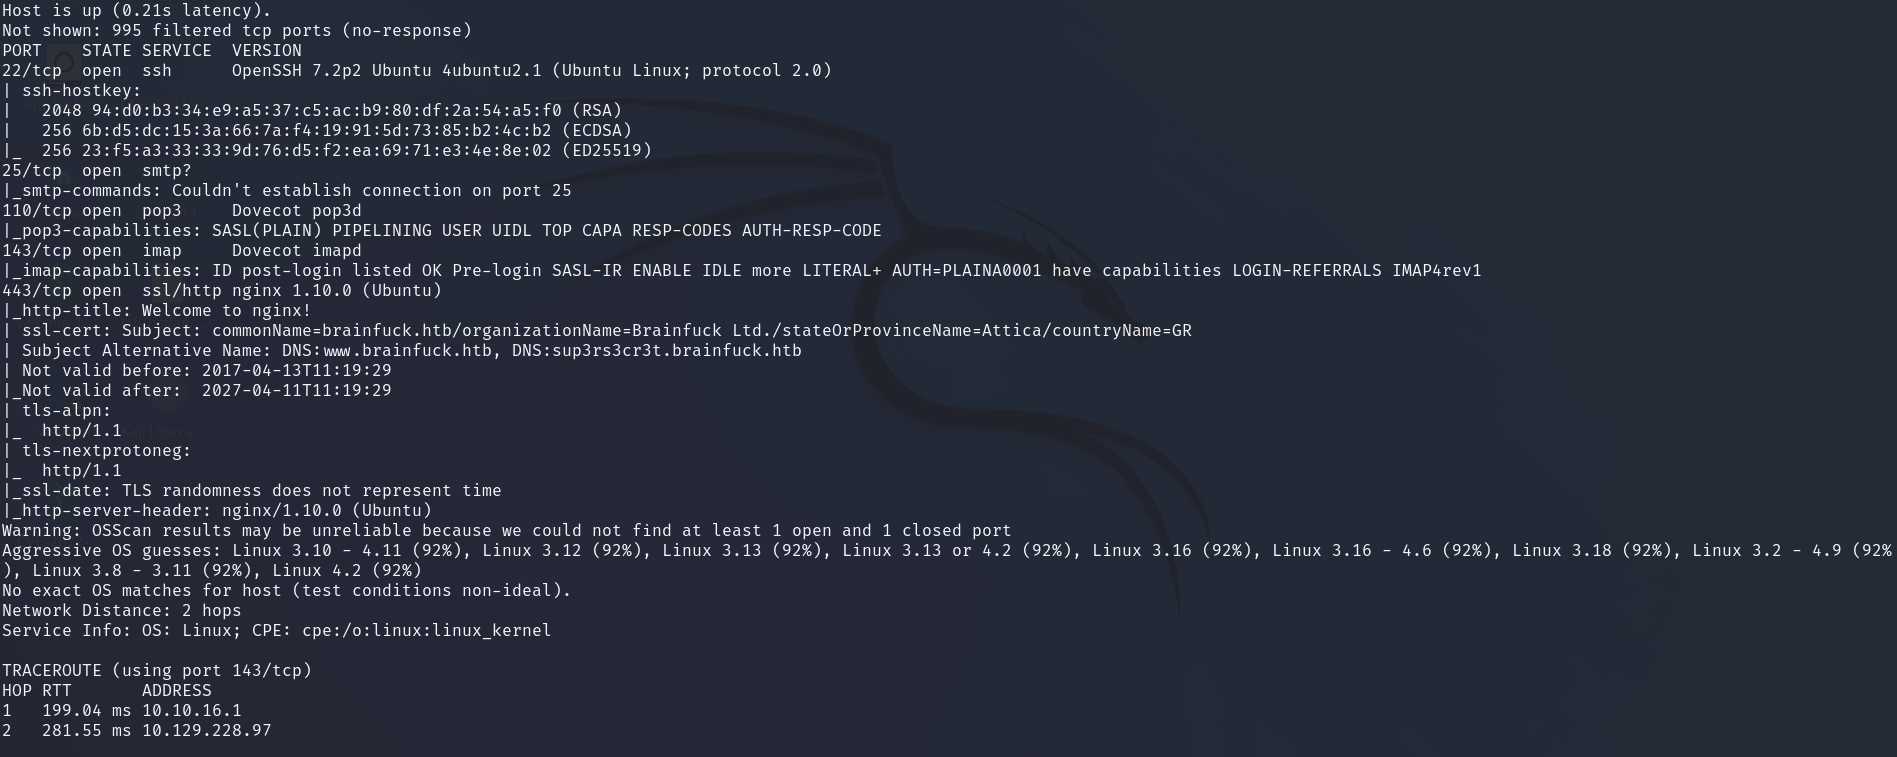 Host is up (0.21s latency).
Not shown: 995 filtered tcp ports (no-response)
PORT    STATE SERVICE  VERSION
22/tcp  open  ssh      OpenSSH 7.2p2 Ubuntu 4ubuntu2.1 (Ubuntu Linux; protocol 2.0)
| ssh-hostkey:
|   2048 94:d0:b3:34:e9:a5:37:c5:ac:b9:80:df:2a:54:a5:f0 (RSA)
|   256 6b:d5:dc:15:3a:66:7a:f4:19:91:5d:73:85:b2:4c:b2 (ECDSA)
|_  256 23:f5:a3:33:33:9d:76:d5:f2:ea:69:71:e3:4e:8e:02 (ED25519)
25/tcp  open  smtp?
|_smtp-commands: Couldn't establish connection on port 25
110/tcp open  pop3     Dovecot pop3d
|_pop3-capabilities: SASL(PLAIN) PIPELINING USER UIDL TOP CAPA RESP-CODES AUTH-RESP-CODE
143/tcp open  imap     Dovecot imapd
|_imap-capabilities: ID post-login listed OK Pre-login SASL-IR ENABLE IDLE more LITERAL+ AUTH=PLAINA0001 have capabilities LOGIN-REFERRALS IMAP4rev1
443/tcp open  ssl/http nginx 1.10.0 (Ubuntu)
|_http-title: Welcome to nginx!
| ssl-cert: Subject: commonName=brainfuck.htb/organizationName=Brainfuck Ltd./stateOrProvinceName=Attica/countryName=GR
| Subject Alternative Name: DNS:www.brainfuck.htb, DNS:sup3rs3cr3t.brainfuck.htb
| Not valid before: 2017-04-13T11:19:29
|_Not valid after:  2027-04-11T11:19:29
| tls-alpn:
|_  http/1.1
| tls-nextprotoneg:
|_  http/1.1
|_ssl-date: TLS randomness does not represent time
|_http-server-header: nginx/1.10.0 (Ubuntu)
Warning: OSScan results may be unreliable because we could not find at least 1 open and 1 closed port
Aggressive OS guesses: Linux 3.10 - 4.11 (92%), Linux 3.12 (92%), Linux 3.13 (92%), Linux 3.13 or 4.2 (92%), Linux 3.16 (92%), Linux 3.16 - 4.6 (92%), Linux 3.18 (92%), Linux 3.2 - 4.9 (92%
), Linux 3.8 - 3.11 (92%), Linux 4.2 (92%)
No exact OS matches for host (test conditions non-ideal).
Network Distance: 2 hops
Service Info: OS: Linux; CPE: cpe:/o:linux:linux_kernel
TRACEROUTE (using port 143/tcp)
HOP RTT       ADDRESS
1   199.04 ms 10.10.16.1
2   281.55 ms 10.129.228.97